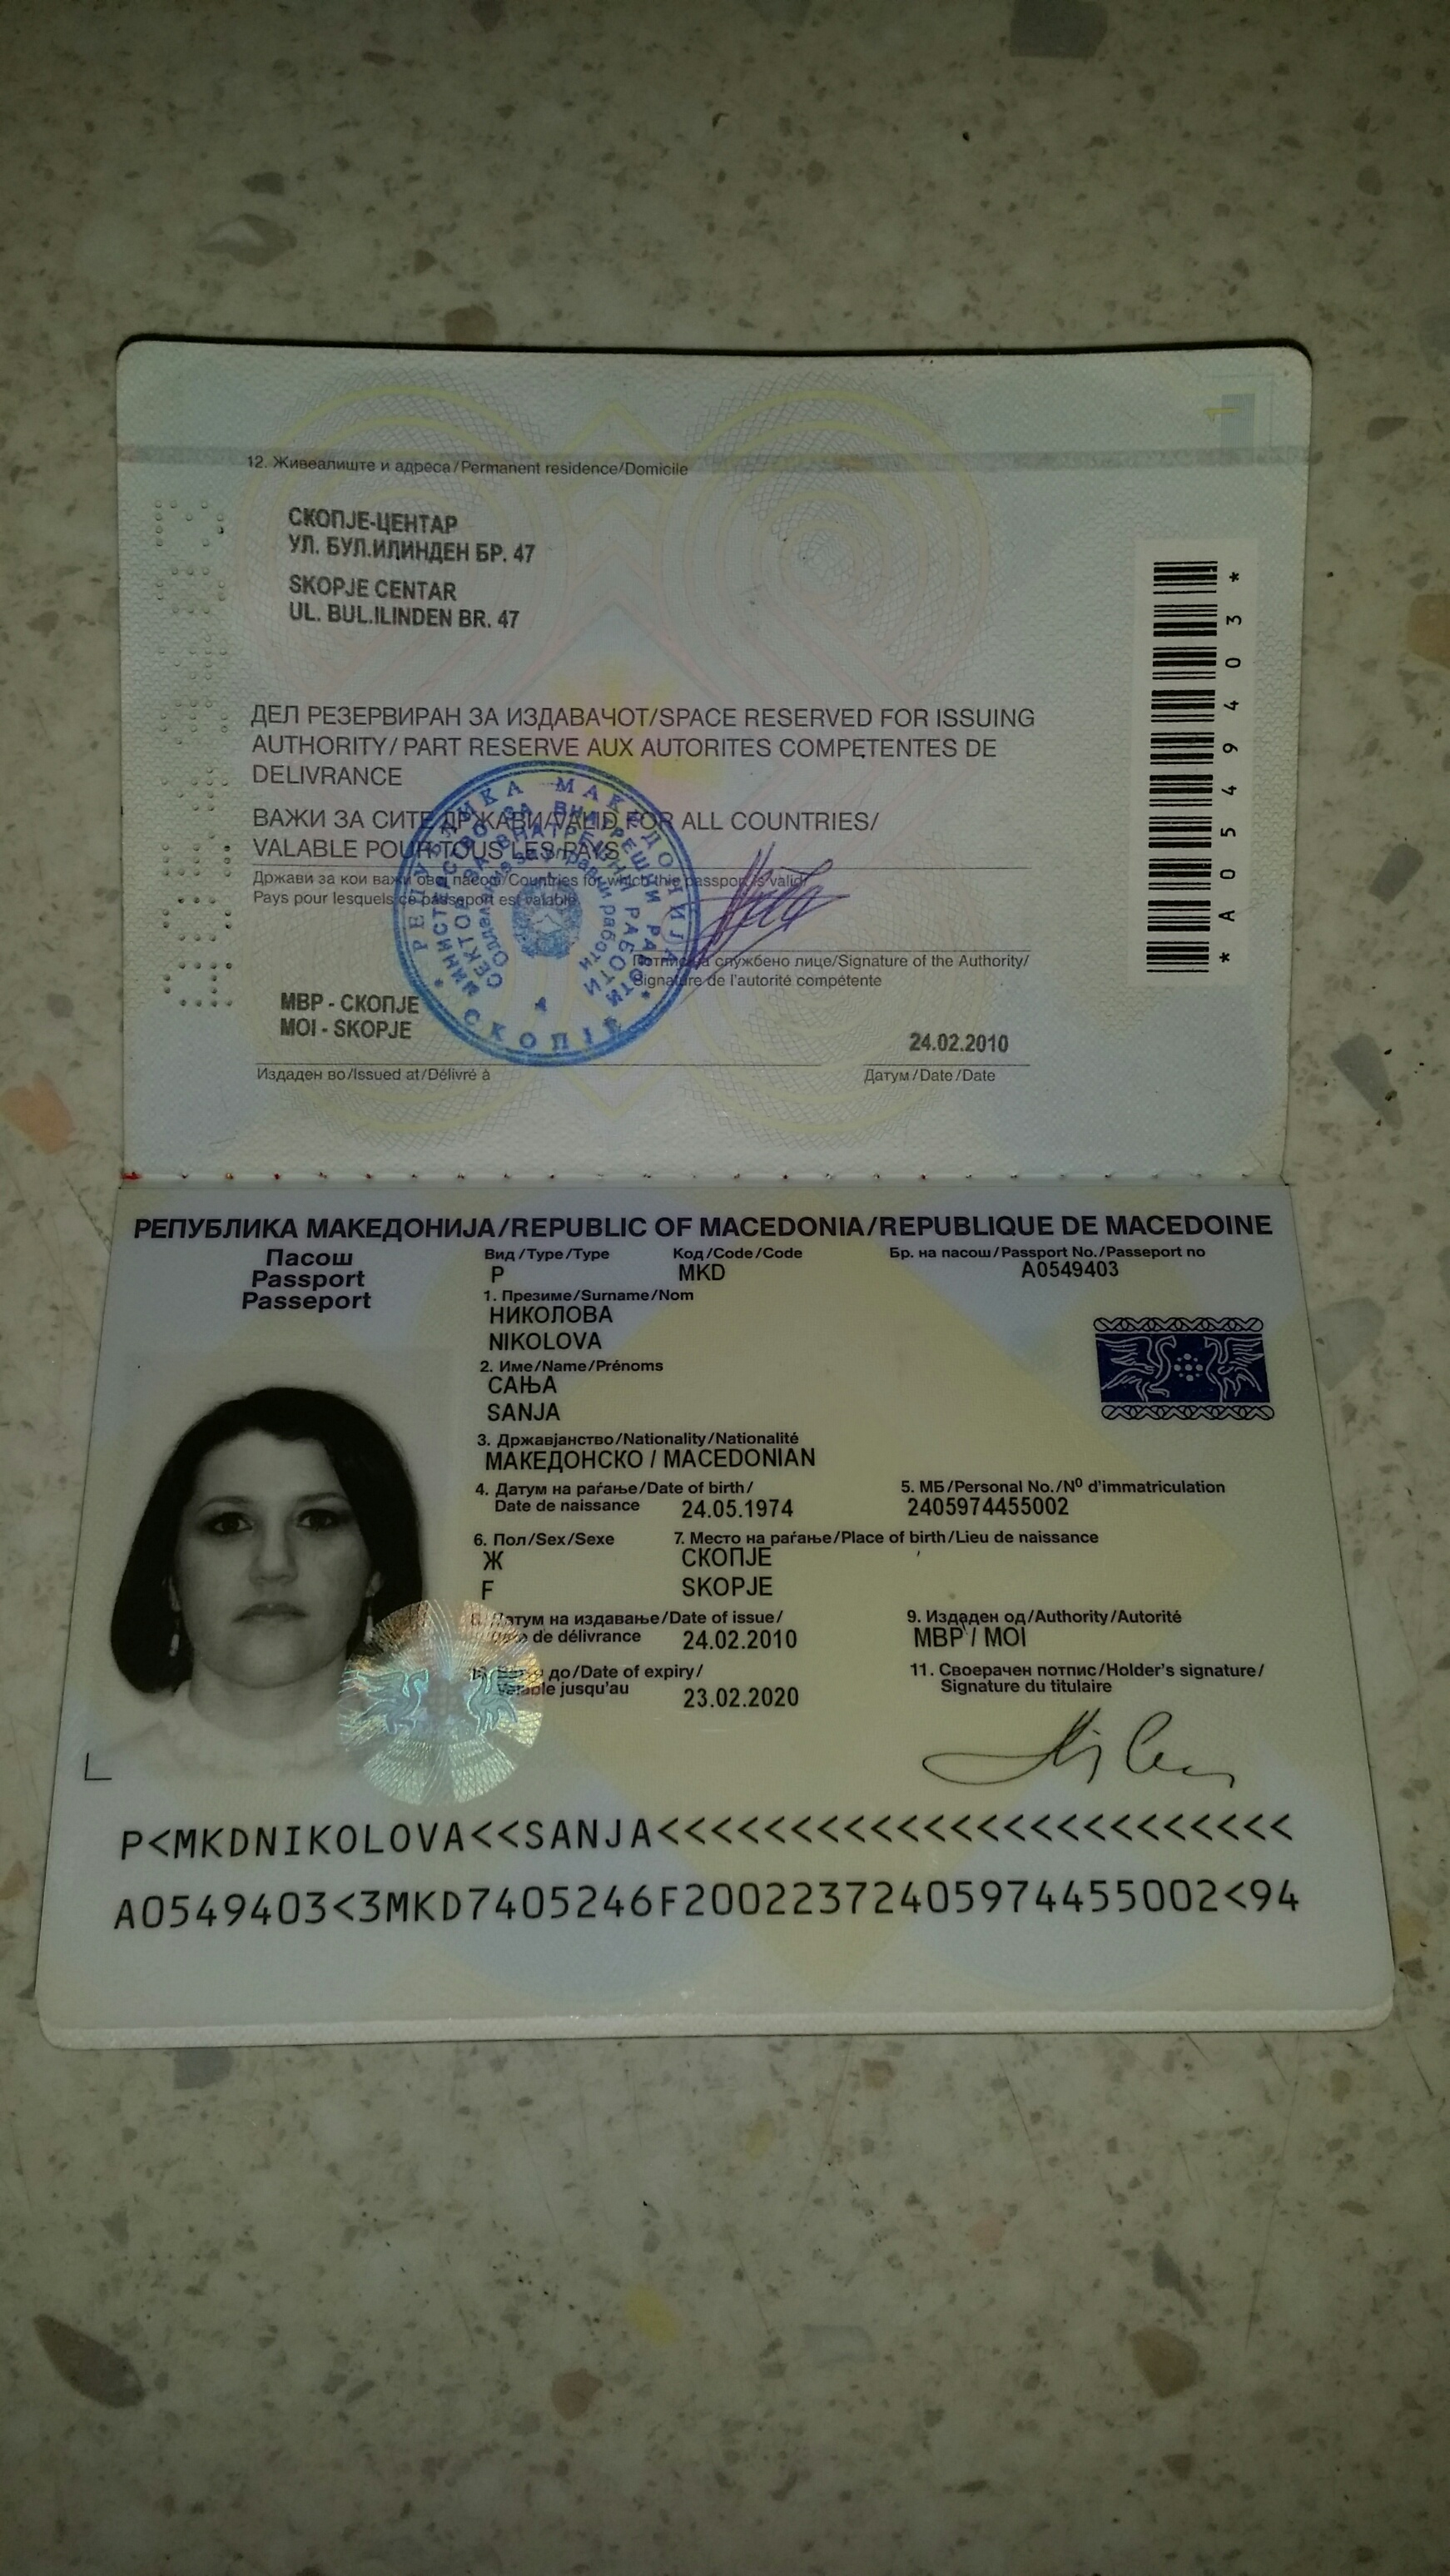 12. Живеалиште и адреса/Permanent residence/Domicile
СКОПЈЕ-ЦЕНТАР
УЛ. БУЛ.ИЛИНДЕН БР. 47
SKOPJE CENTAR
UL. BUL.ILINDEN BR. 47
ДЕЛ РЕЗЕРВИРАН ЗА ИЗДАВАЧОТ/SPACE RESERVED FOR ISSUING
AUTHORITY/ PART RESERVE AUX AUTORITES COMPETENTES DE
DELIVRANCE
ВАЖИ ЗА СИТЕ ДРЖАВИ/VALID FOR ALL COUNTRIES/
VALABLE POUR TOUS LES PAYS
Држави за кои важи овој пасош/Countries for which this passport is valid/
Pays pour lesquels ce passeport est valable
РЕПУБЛИКА МАКЕДОНИЈА
СКОПЈЕ
Потпис на службено лице/Signature of the Authority/
Signature de l'autorité compétente
МВР - СКОПЈЕ
MOI - SKOPJE
24.02.2010
Издаден во/Issued at/Délivré à
Датум/Date/Date
*A0549403*
РЕПУБЛИКА МАКЕДОНИЈА/REPUBLIC OF MACEDONIA/REPUBLIQUE DE MACEDOINE
Пасош
Passport
Passeport
Вид/Type/Type Код/Code/Code Бр. на пасош/Passport No./Passeport no
P MKD A0549403
1. Презиме/Surname/Nom
НИКОЛОВА
NIKOLOVA
2. Име/Name/Prénoms
САЊА
SANJA
3. Државјанство/Nationality/Nationalité
МАКЕДОНСКО / MACEDONIAN
4. Датум на раѓање/Date of birth/ 5. МБ/Personal No./Nº d'immatriculation
Date de naissance 24.05.1974 2405974455002
6. Пол/Sex/Sexe 7. Место на раѓање/Place of birth/Lieu de naissance
Ж СКОПЈЕ
F SKOPJE
Датум на издавање/Date of issue/ 9. Издаден од/Authority/Autorité
de délivrance 24.02.2010 МВР / MOI
до/Date of expiry/ 11. Своерачен потпис/Holder's signature/
Valable jusqu'au 23.02.2020 Signature du titulaire
P<MKDNIKOLOVA<<SANJA<<<<<<<<<<<<<<<<<<<<<<<<
A0549403<3MKD7405246F20022372405974455002<94